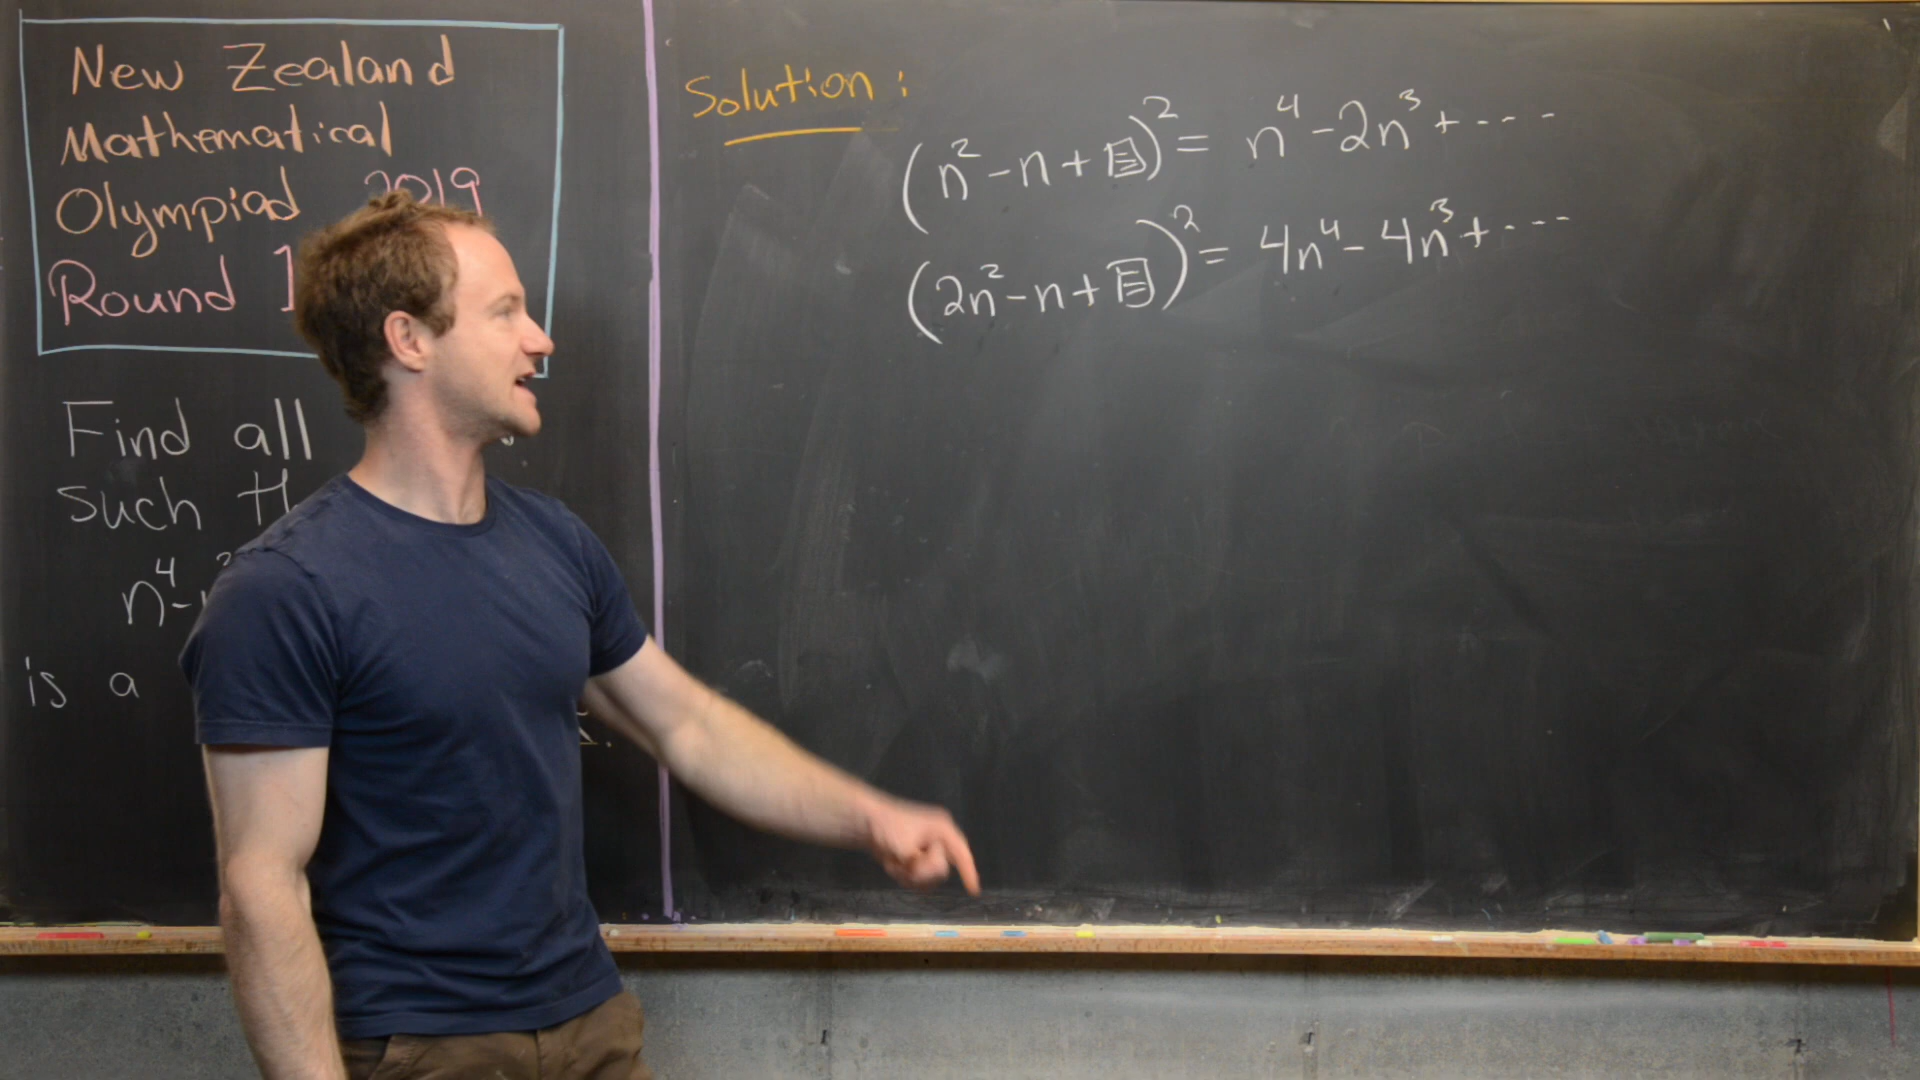 New Zealand
Mathematical
Olympiad 2019
Round 1
Find all
such
n⁴-
is a
Solution:
(n²-n+▤)² = n⁴-2n³+----
(2n²-n+▤)² = 4n⁴-4n³+----